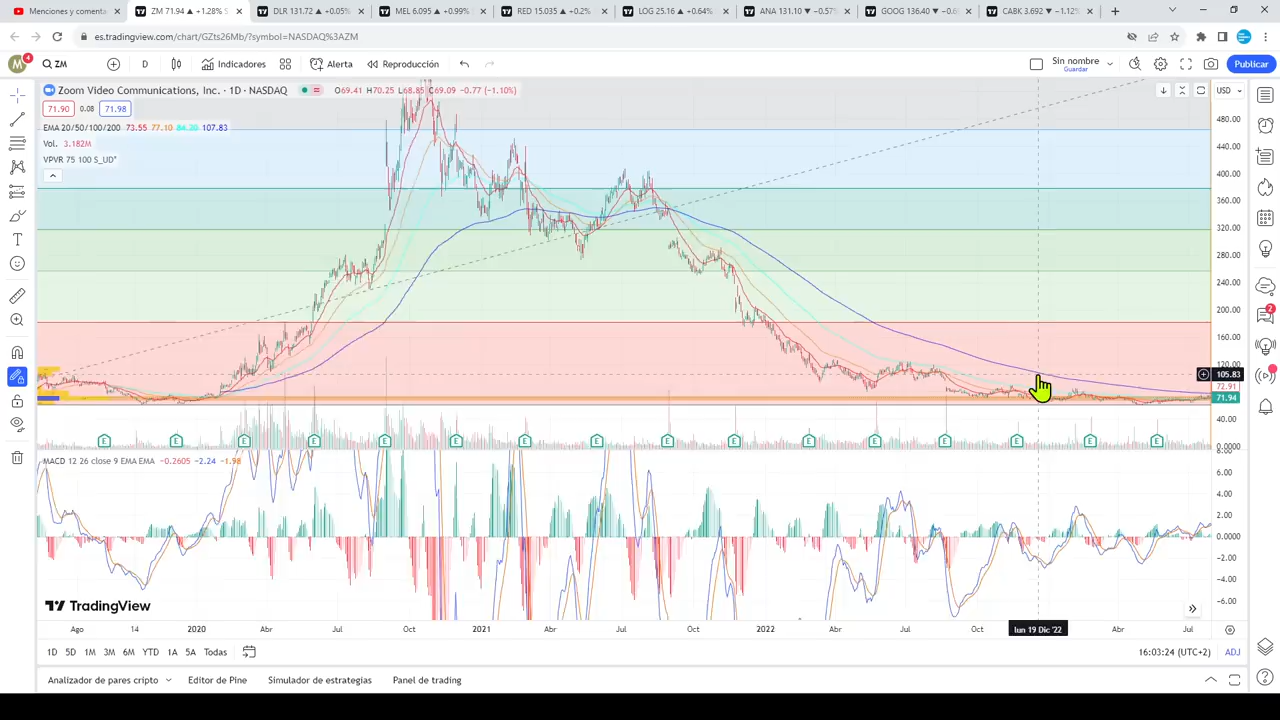 Menciones y comenta
ZM 71.94 ▲ +1.28% S
DLR 131.72 ▲ +0.05%
MEL 6.095 ▲ +0.99%
RED 15.035 ▲ +0.2%
LOG 25.16 ▲ +0.64%
ANA 131.10 ▼ −0.57%
GOOG 136.40 ▼ −0.6
CABK 3.692 ▼ −1.12%
es.tradingview.com/chart/GZts26Mb/?symbol=NASDAQ%3AZM
M 4 ZM D Indicadores Alerta Reproducción Sin nombre Publicar
Guardar
Zoom Video Communications, Inc. · 1D · NASDAQ O69.41 H70.25 L68.85 C69.09 −0.77 (−1.10%) USD
71.90 0.08 71.98
EMA 20/50/100/200 73.55 77.10 84.20 107.83
Vol. 3.182M
VPVR 75 100 S_UD*
480.00
440.00
400.00
360.00
320.00
280.00
240.00
200.00
160.00
120.00
105.83
72.91
71.94
40.00
0.0000
E E E E E E E E E E E E E E E E
MACD 12 26 close 9 EMA EMA −0.2605 −2.24 −1.98
8.00
6.00
4.00
2.00
0.0000
−2.00
−4.00
−6.00
TradingView
Ago 14 2020 Abr Jul Oct 2021 Abr Jul Oct 2022 Abr Jul Oct lun 19 Dic '22 Abr Jul
1D 5D 1M 3M 6M YTD 1A 5A Todas 16:03:24 (UTC+2) ADJ
Analizador de pares cripto Editor de Pine Simulador de estrategias Panel de trading
2